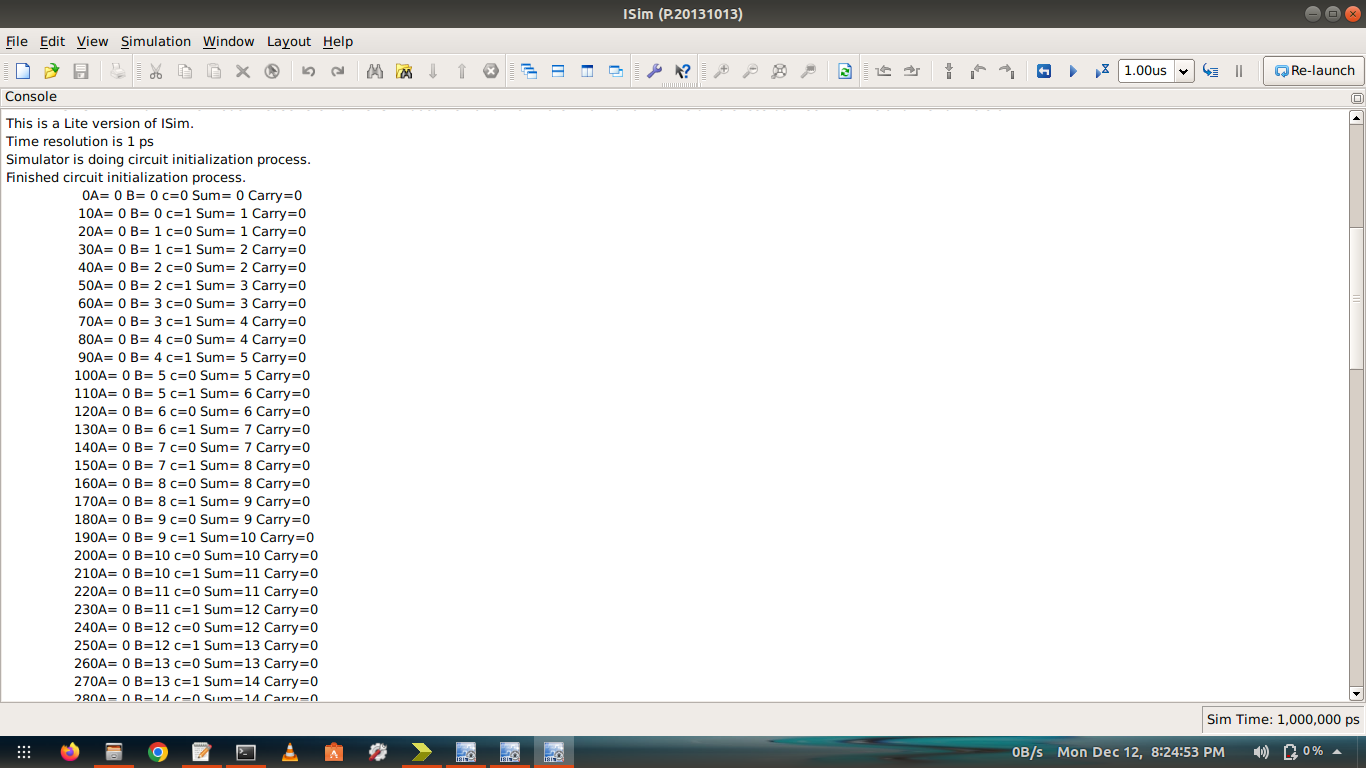 ISim (P.20131013)
File Edit View Simulation Window Layout Help
1.00us Re-launch
Console
This is a Lite version of ISim.
Time resolution is 1 ps
Simulator is doing circuit initialization process.
Finished circuit initialization process.
0A= 0 B= 0 c=0 Sum= 0 Carry=0
10A= 0 B= 0 c=1 Sum= 1 Carry=0
20A= 0 B= 1 c=0 Sum= 1 Carry=0
30A= 0 B= 1 c=1 Sum= 2 Carry=0
40A= 0 B= 2 c=0 Sum= 2 Carry=0
50A= 0 B= 2 c=1 Sum= 3 Carry=0
60A= 0 B= 3 c=0 Sum= 3 Carry=0
70A= 0 B= 3 c=1 Sum= 4 Carry=0
80A= 0 B= 4 c=0 Sum= 4 Carry=0
90A= 0 B= 4 c=1 Sum= 5 Carry=0
100A= 0 B= 5 c=0 Sum= 5 Carry=0
110A= 0 B= 5 c=1 Sum= 6 Carry=0
120A= 0 B= 6 c=0 Sum= 6 Carry=0
130A= 0 B= 6 c=1 Sum= 7 Carry=0
140A= 0 B= 7 c=0 Sum= 7 Carry=0
150A= 0 B= 7 c=1 Sum= 8 Carry=0
160A= 0 B= 8 c=0 Sum= 8 Carry=0
170A= 0 B= 8 c=1 Sum= 9 Carry=0
180A= 0 B= 9 c=0 Sum= 9 Carry=0
190A= 0 B= 9 c=1 Sum=10 Carry=0
200A= 0 B=10 c=0 Sum=10 Carry=0
210A= 0 B=10 c=1 Sum=11 Carry=0
220A= 0 B=11 c=0 Sum=11 Carry=0
230A= 0 B=11 c=1 Sum=12 Carry=0
240A= 0 B=12 c=0 Sum=12 Carry=0
250A= 0 B=12 c=1 Sum=13 Carry=0
260A= 0 B=13 c=0 Sum=13 Carry=0
270A= 0 B=13 c=1 Sum=14 Carry=0
280A= 0 B=14 c=0 Sum=14 Carry=0
Sim Time: 1,000,000 ps
0B/s Mon Dec 12, 8:24:53 PM 0 %